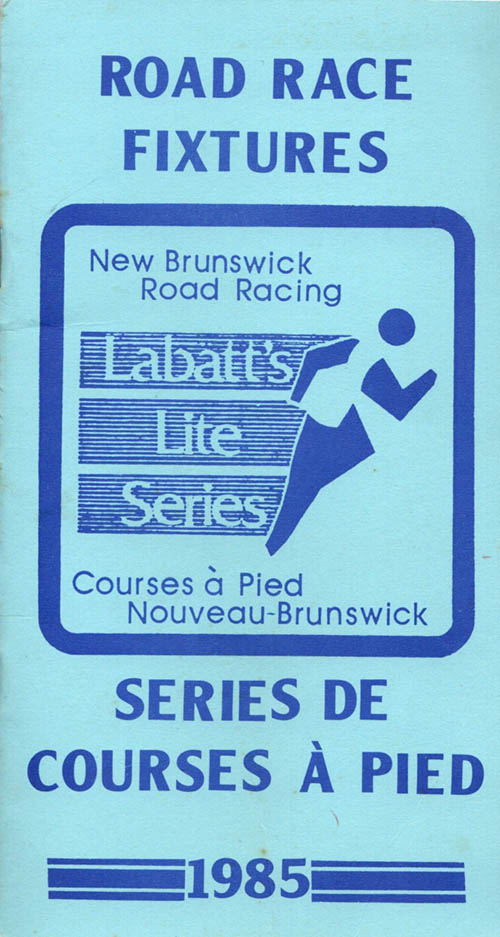 ROAD RACE
FIXTURES
New Brunswick
Road Racing
Labatt's
Lite
Series
Courses à Pied
Nouveau-Brunswick
SERIES DE
COURSES À PIED
1985